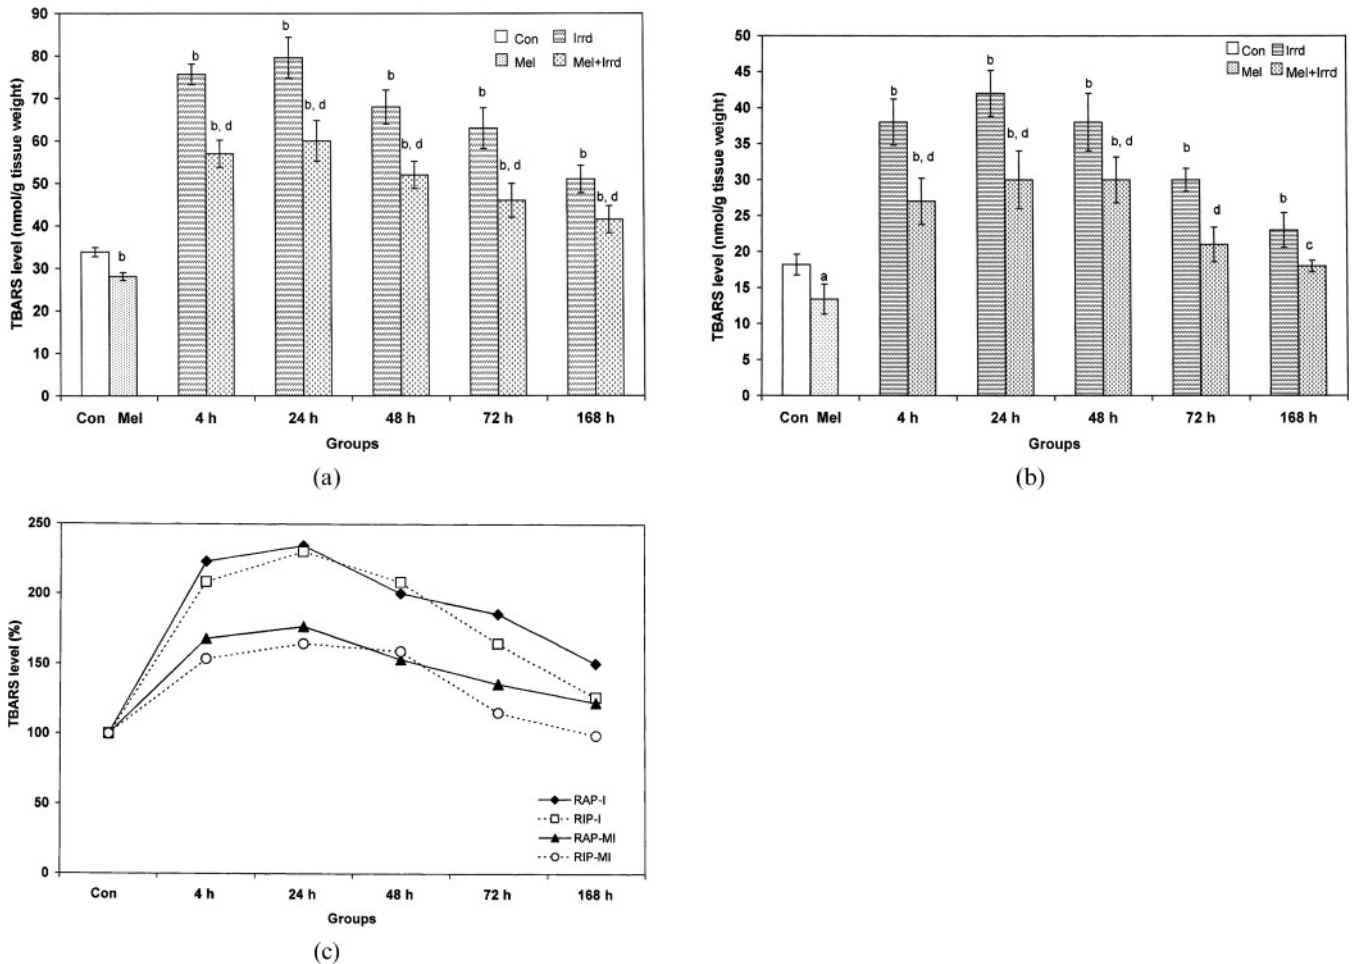 90
80
70
60
50
40
30
20
10
0
TBARS level (nmol/g tissue weight)
Con
Irrd
Mel
Mel+Irrd
b
b
b, d
b
b, d
b
b, d
b
b, d
b
b, d
Con
Mel
4 h
24 h
48 h
72 h
168 h
Groups
(a)
50
45
40
35
30
25
20
15
10
5
0
TBARS level (nmol/g tissue weight)
Con
Irrd
Mel
Mel+Irrd
a
b
b, d
b
b, d
b
b, d
b
d
b
c
Con
Mel
4 h
24 h
48 h
72 h
168 h
Groups
(b)
250
200
150
100
50
0
TBARS level (%)
RAP-I
RIP-I
RAP-MI
RIP-MI
Con
4 h
24 h
48 h
72 h
168 h
Groups
(c)